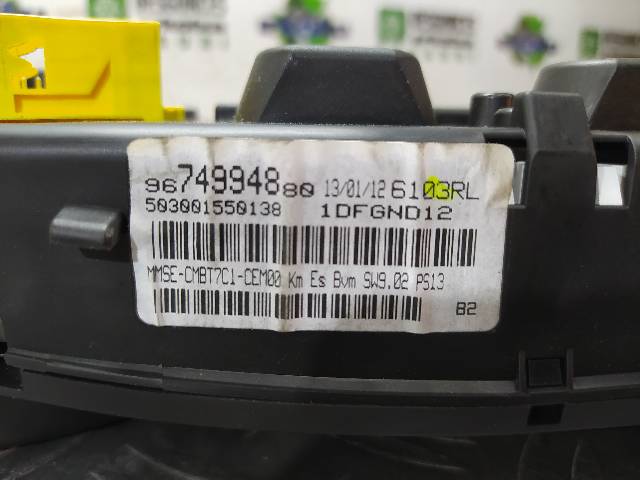 9674994880 13/01/12 6103RL
503001550138 1DFGND12
MMSE-CMBT7C1-CEM00 Km Es Bvm SW9.02 PS13
B2